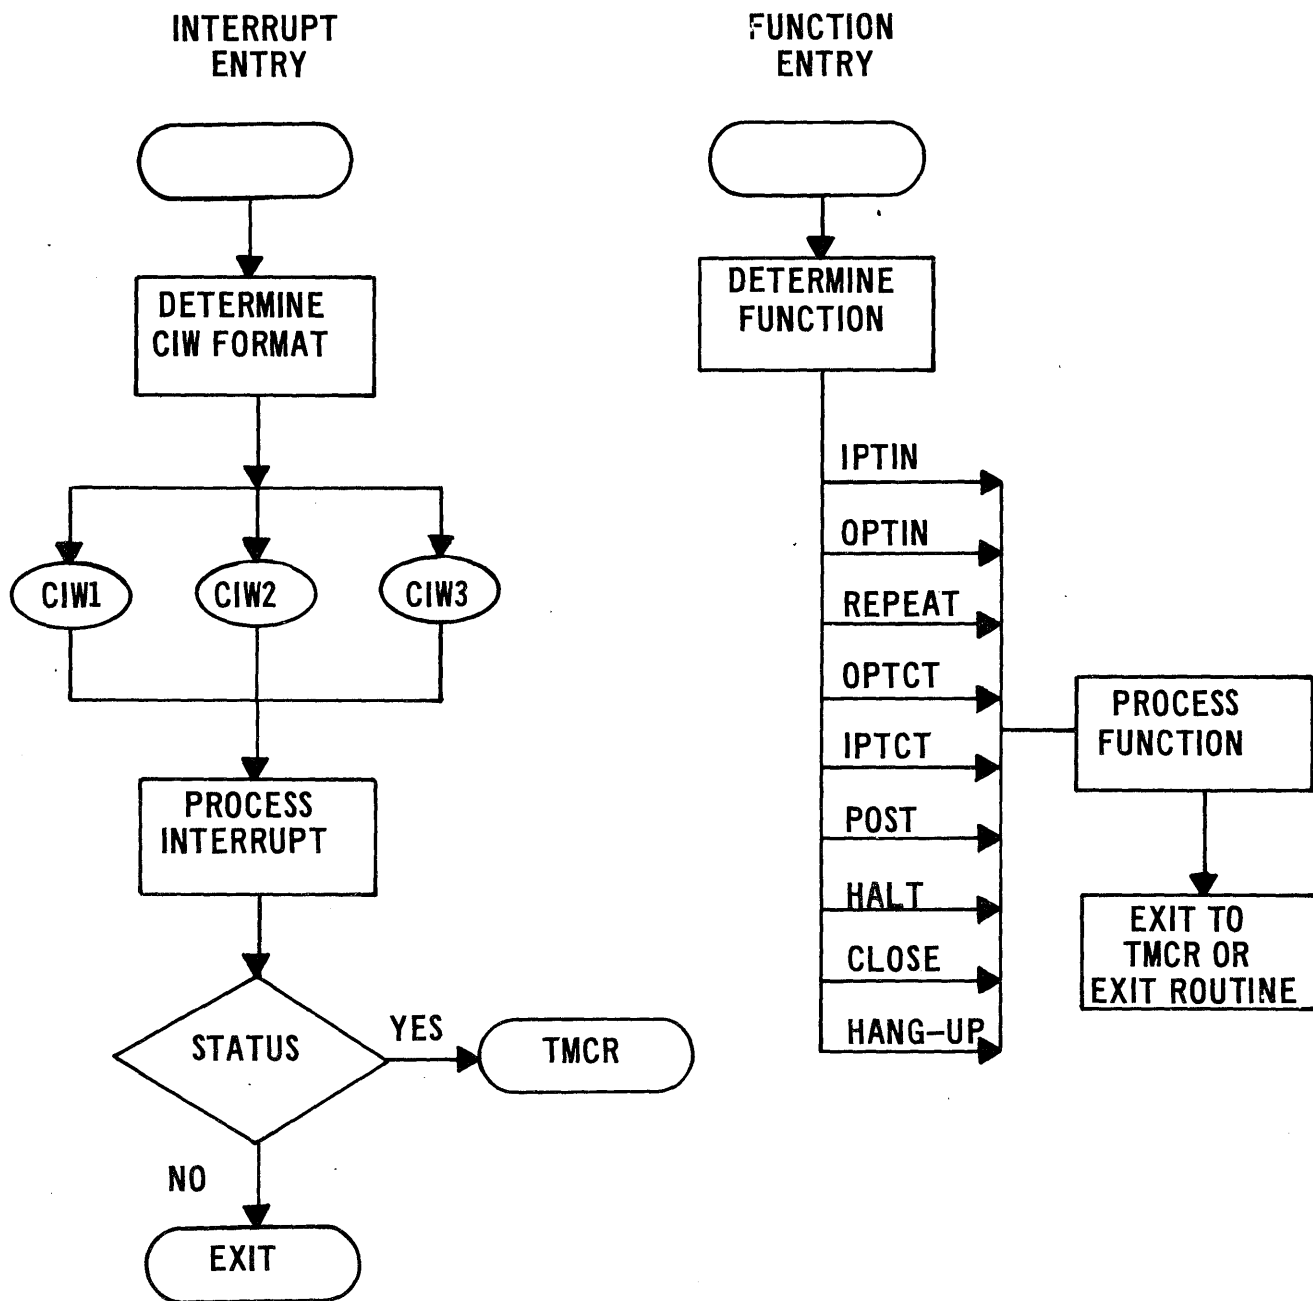 INTERRUPT
ENTRY
DETERMINE
CIW FORMAT
CIW1
CIW2
CIW3
PROCESS
INTERRUPT
STATUS
YES
TMCR
NO
EXIT
FUNCTION
ENTRY
DETERMINE
FUNCTION
IPTIN
OPTIN
REPEAT
OPTCT
IPTCT
POST
HALT
CLOSE
HANG-UP
PROCESS
FUNCTION
EXIT TO
TMCR OR
EXIT ROUTINE